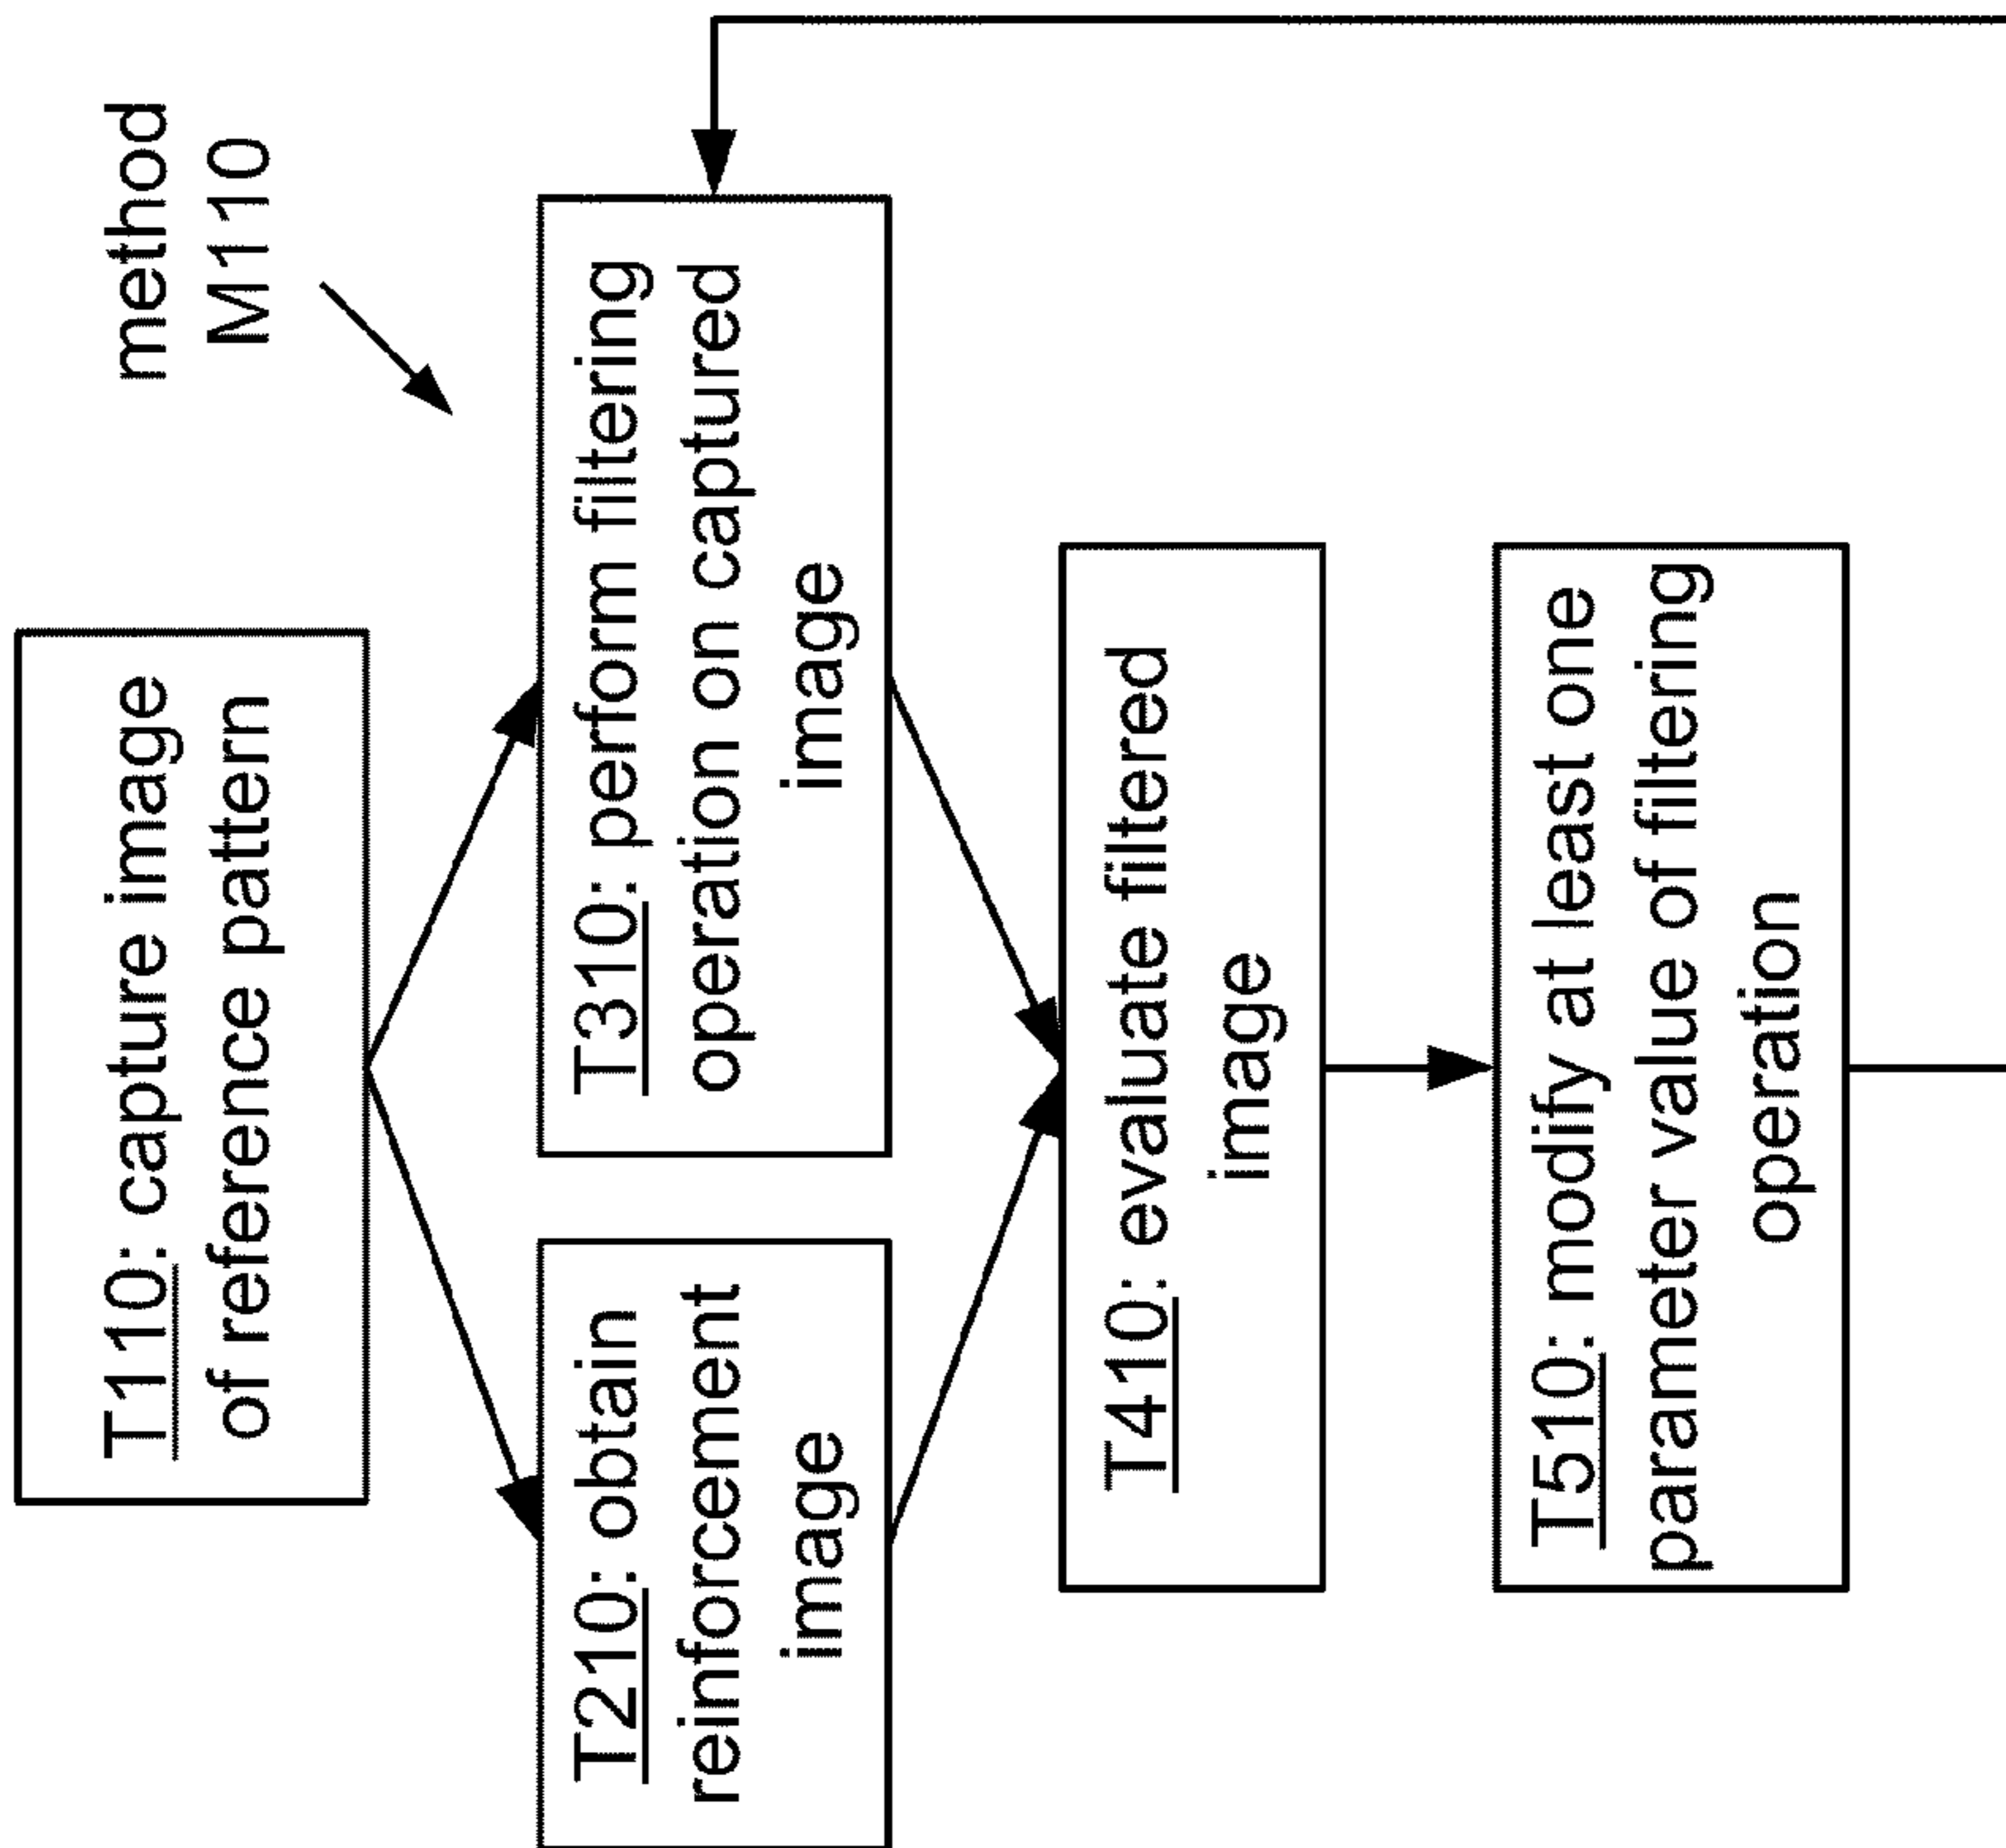 method
M110
T110: capture image
of reference pattern
T210: obtain
reinforcement
image
T310: perform filtering
operation on captured
image
T410: evaluate filtered
image
T510: modify at least one
parameter value of filtering
operation